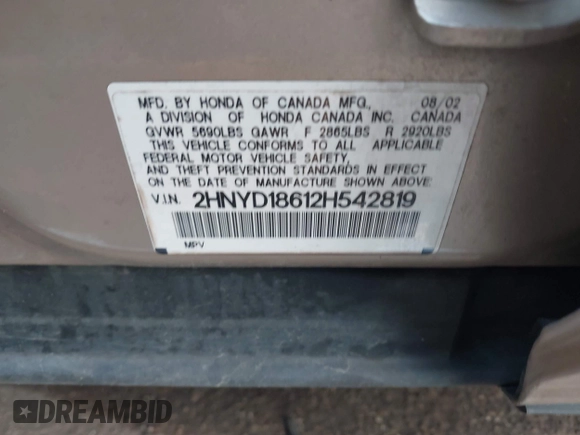 MFD. BY HONDA OF CANADA MFG., 08/02
A DIVISION OF HONDA CANADA INC. CANADA
GVWR 5690LBS GAWR F 2865LBS R 2920LBS
THIS VEHICLE CONFORMS TO ALL APPLICABLE
FEDERAL MOTOR VEHICLE SAFETY,
AND THEFT PREVENTION STANDARDS IN EFFECT
ON THE DATE OF MANUFACTURE SHOWN ABOVE:
V.I.N. 2HNYD18612H542819
MPV
DREAMBID